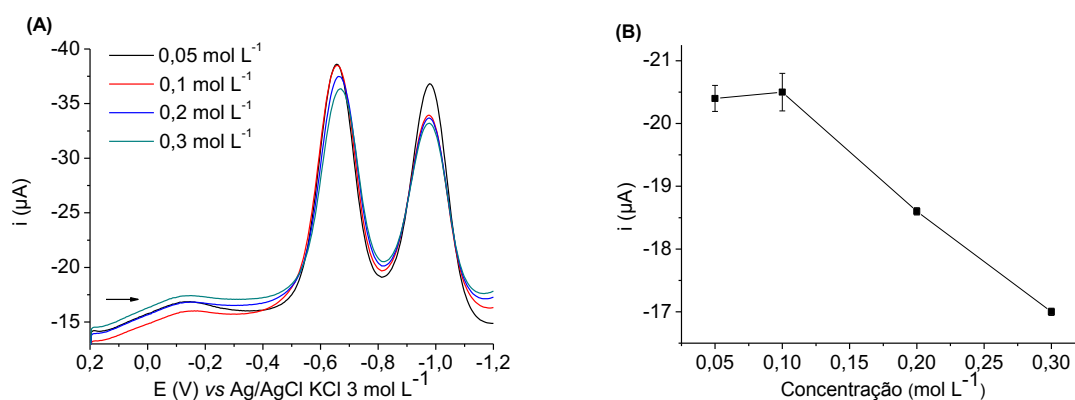 (A)
-40
-35
-30
-25
-20
-15
i (µA)
0,05 mol L⁻¹
0,1 mol L⁻¹
0,2 mol L⁻¹
0,3 mol L⁻¹
0,2 0,0 -0,2 -0,4 -0,6 -0,8 -1,0 -1,2
E (V) vs Ag/AgCl KCl 3 mol L⁻¹
(B)
-21
-20
-19
-18
-17
i (µA)
0,05 0,10 0,15 0,20 0,25 0,30
Concentração (mol L⁻¹)